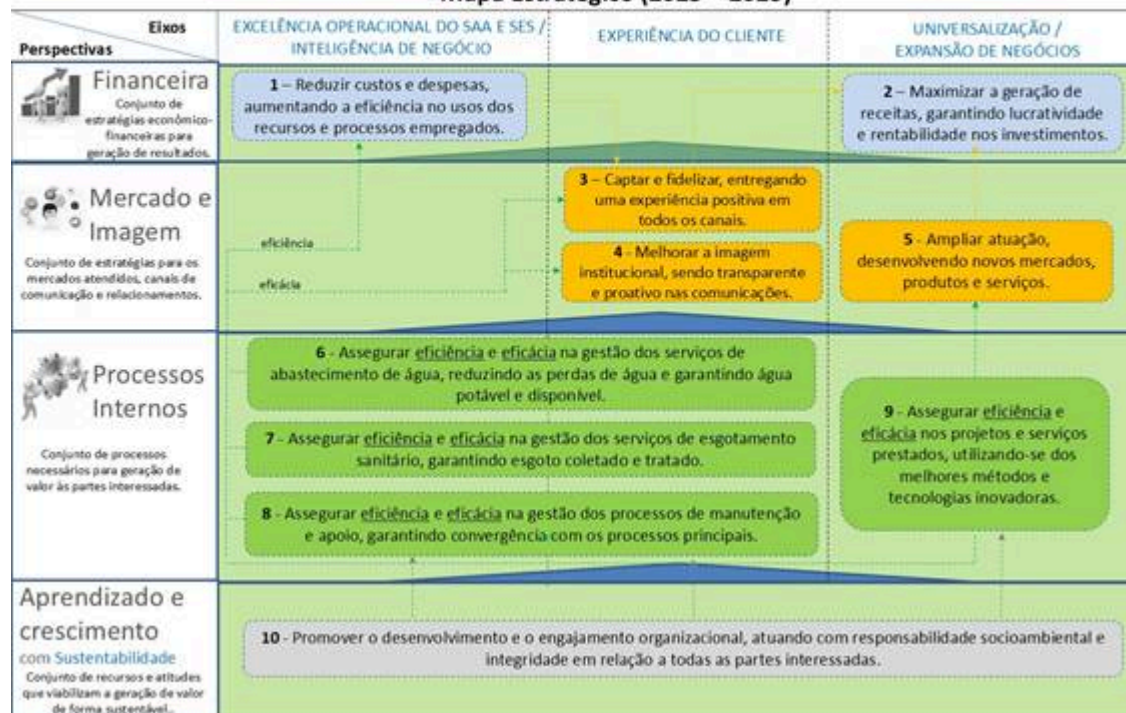 Mapa Estratégico
Eixos
Perspectivas
EXCELÊNCIA OPERACIONAL DO SAA E SES /
INTELIGÊNCIA DE NEGÓCIO
EXPERIÊNCIA DO CLIENTE
UNIVERSALIZAÇÃO /
EXPANSÃO DE NEGÓCIOS
Financeira
Conjunto de
estratégias econômico-
financeiras para
geração de resultados.
1 – Reduzir custos e despesas,
aumentando a eficiência no usos dos
recursos e processos empregados.
2 – Maximizar a geração de
receitas, garantindo lucratividade
e rentabilidade nos investimentos.
Mercado e
Imagem
Conjunto de estratégias para os
mercados atendidos, canais de
comunicação e relacionamentos.
eficiência
eficácia
3 – Captar e fidelizar, entregando
uma experiência positiva em
todos os canais.
4 - Melhorar a imagem
institucional, sendo transparente
e proativo nas comunicações.
5 - Ampliar atuação,
desenvolvendo novos mercados,
produtos e serviços.
Processos
Internos
Conjunto de processos
necessários para geração de
valor às partes interessadas.
6 - Assegurar eficiência e eficácia na gestão dos serviços de
abastecimento de água, reduzindo as perdas de água e garantindo água
potável e disponível.
7 - Assegurar eficiência e eficácia na gestão dos serviços de esgotamento
sanitário, garantindo esgoto coletado e tratado.
8 - Assegurar eficiência e eficácia na gestão dos processos de manutenção
e apoio, garantindo convergência com os processos principais.
9 - Assegurar eficiência e
eficácia nos projetos e serviços
prestados, utilizando-se dos
melhores métodos e
tecnologias inovadoras.
Aprendizado e
crescimento
com Sustentabilidade
Conjunto de recursos e atitudes
que viabilizam a geração de valor
de forma sustentável..
10 - Promover o desenvolvimento e o engajamento organizacional, atuando com responsabilidade socioambiental e
integridade em relação a todas as partes interessadas.